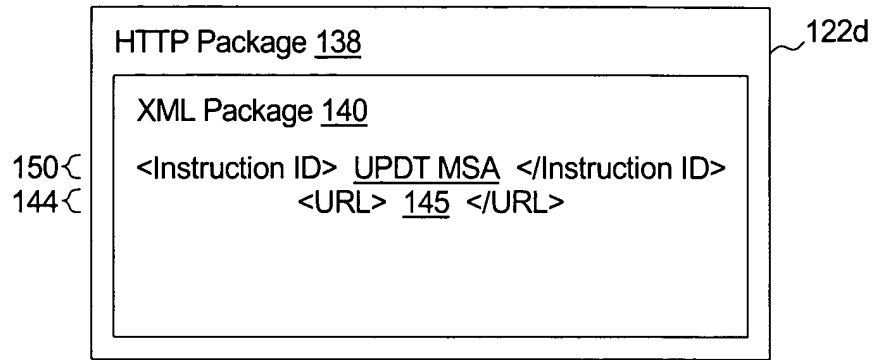 HTTP Package 138
122d
XML Package 140
150{ <Instruction ID> UPDT MSA </Instruction ID>
144{ <URL> 145 </URL>